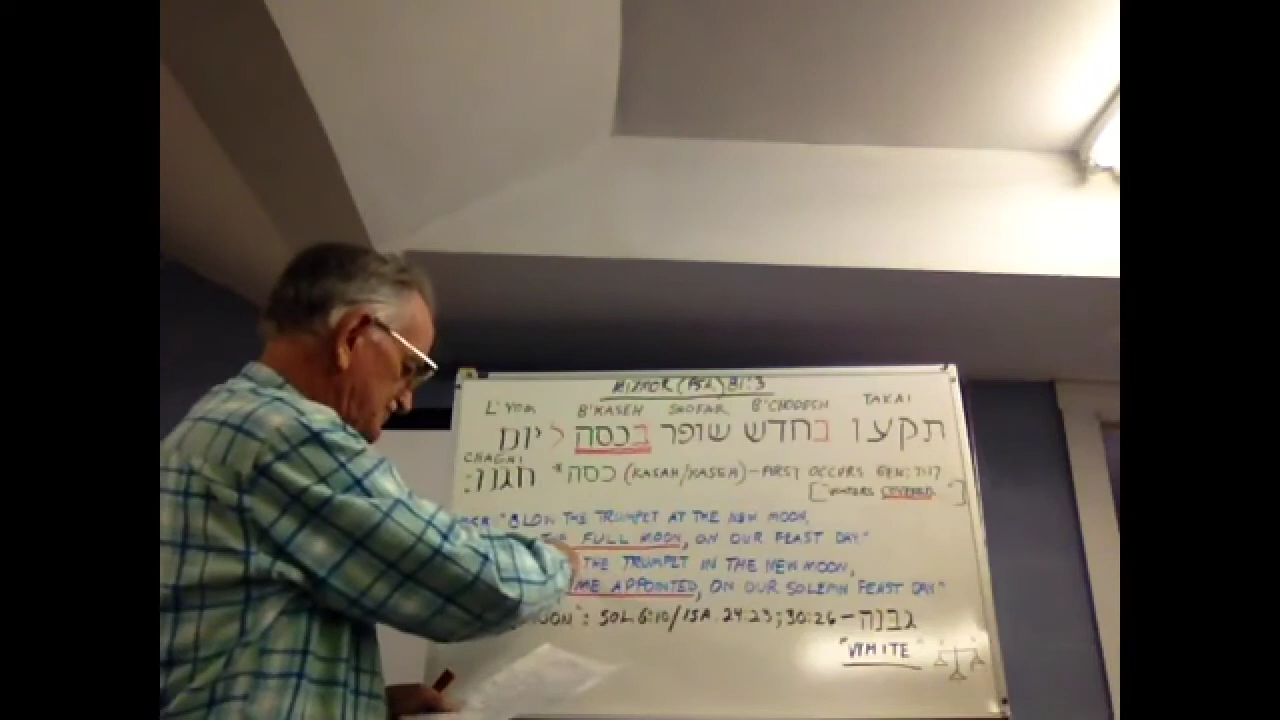 MIZMOR (PSA) 81:3
L'YOM B'KASEH SHOFAR B'CHODESH TAKAI
תקעו בחדש שופר בכסה ליום
CHAGAI
חגנו: *כסה (KASAH/KASEH) - FIRST OCCURS GEN: 7:17
["WATERS COVERED"]
"BLOW THE TRUMPET AT THE NEW MOON,
THE FULL MOON, ON OUR FEAST DAY"
THE TRUMPET IN THE NEW MOON,
ME APPOINTED, ON OUR SOLEMN FEAST DAY"
MOON": SOL 6:10/ISA. 24:23; 30:26 - גבנה
"WHITE"